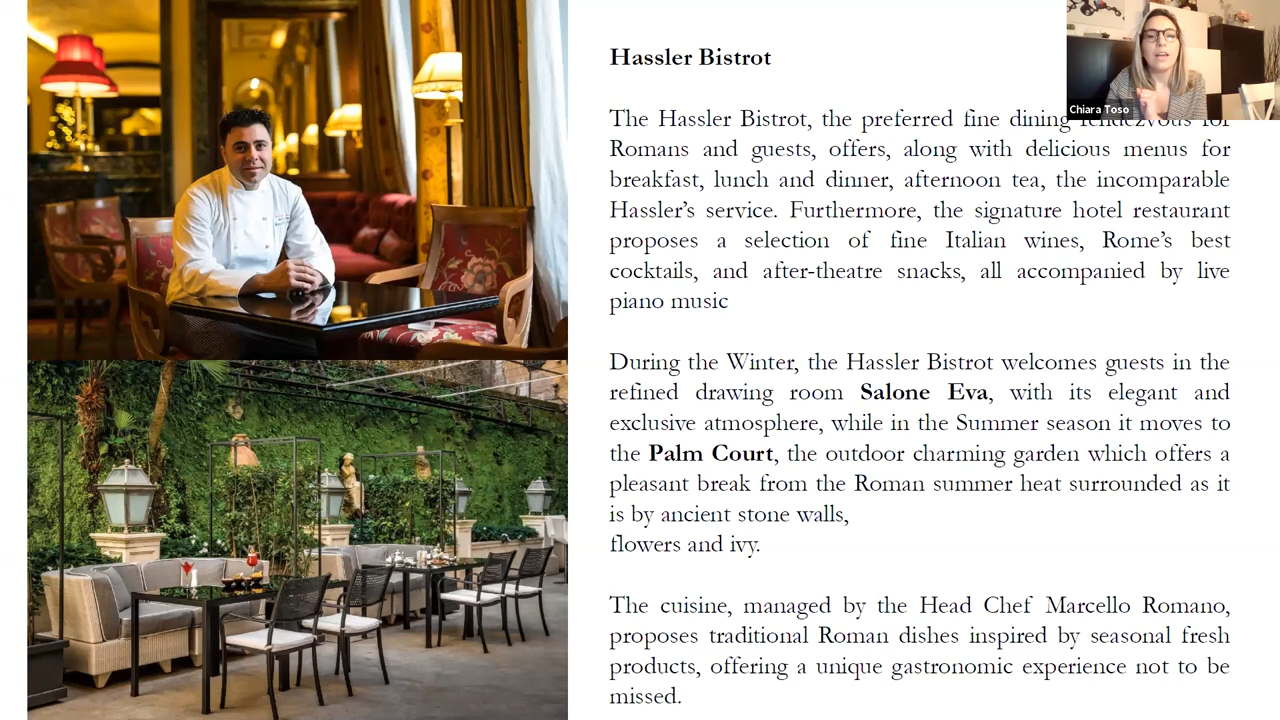 Hassler Bistrot
Chiara Toso
The Hassler Bistrot, the preferred fine dining rendezvous for
Romans and guests, offers, along with delicious menus for
breakfast, lunch and dinner, afternoon tea, the incomparable
Hassler's service. Furthermore, the signature hotel restaurant
proposes a selection of fine Italian wines, Rome's best
cocktails, and after-theatre snacks, all accompanied by live
piano music
During the Winter, the Hassler Bistrot welcomes guests in the
refined drawing room Salone Eva, with its elegant and
exclusive atmosphere, while in the Summer season it moves to
the Palm Court, the outdoor charming garden which offers a
pleasant break from the Roman summer heat surrounded as it
is by ancient stone walls,
flowers and ivy.
The cuisine, managed by the Head Chef Marcello Romano,
proposes traditional Roman dishes inspired by seasonal fresh
products, offering a unique gastronomic experience not to be
missed.